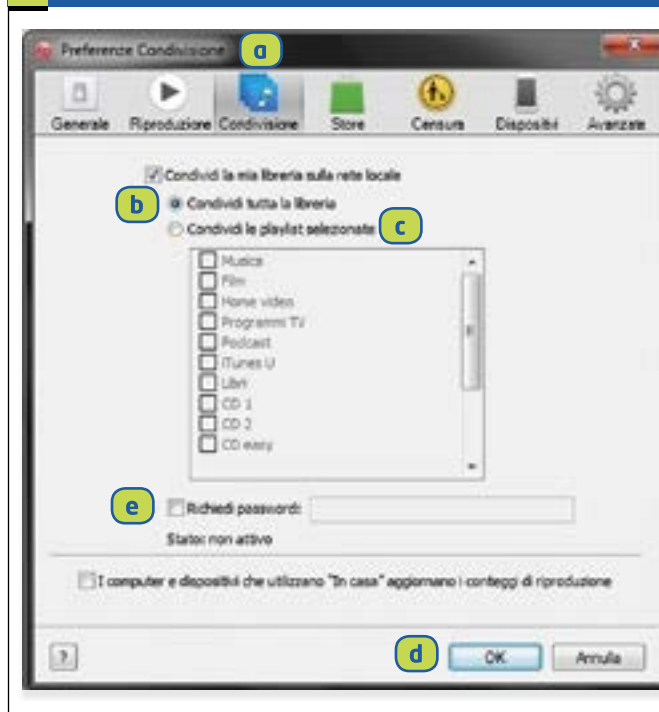 Preferenze Condivisione a
Generale Riproduzione Condivisione Store Censura Dispositivi Avanzate
Condividi la mia libreria sulla rete locale
b Condividi tutta la libreria
Condividi le playlist selezionate c
Musica
Film
Home video
Programmi TV
Podcast
iTunes U
Libri
CD 1
CD 2
CD easy
e Richiedi password:
Stato: non attivo
I computer e dispositivi che utilizzano "In casa" aggiornano i conteggi di riproduzione
? d OK Annulla